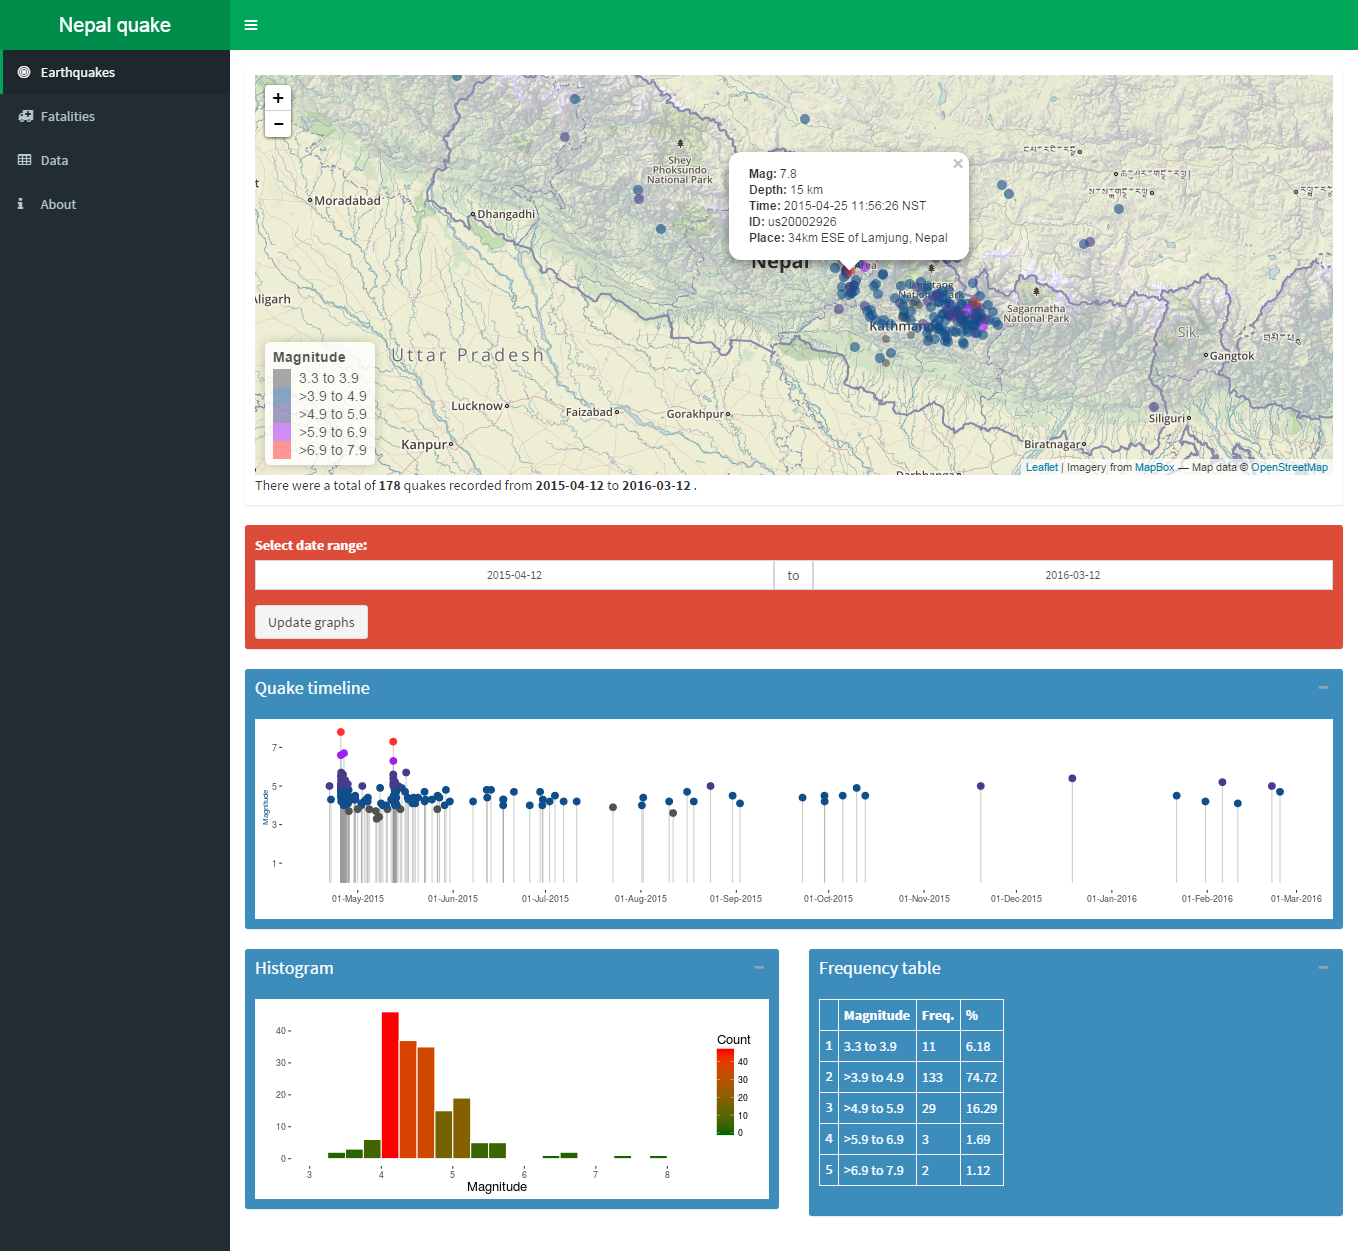 Nepal quake
Earthquakes
Fatalities
Data
About
+
−
Shey
Phoksundo
National Park
Moradabad
Dhangadhi
×
Mag: 7.8
Depth: 15 km
Time: 2015-04-25 11:56:26 NST
ID: us20002926
Place: 34km ESE of Lamjung, Nepal
Nepal
Area
Langtang
National Park
Sagarmatha
National Park
Aligarh
Kathmand
Sik.
Gangtok
Uttar Pradesh
Lucknow
Faizabad
Gorakhpur
Siliguri
Kanpur
Biratnagar
Darbhanga
Magnitude
3.3 to 3.9
>3.9 to 4.9
>4.9 to 5.9
>5.9 to 6.9
>6.9 to 7.9
Leaflet | Imagery from MapBox — Map data © OpenStreetMap
There were a total of 178 quakes recorded from 2015-04-12 to 2016-03-12 .
Select date range:
2015-04-12 to 2016-03-12
Update graphs
Quake timeline
Magnitude
7
5
3
1
01-May-2015 01-Jun-2015 01-Jul-2015 01-Aug-2015 01-Sep-2015 01-Oct-2015 01-Nov-2015 01-Dec-2015 01-Jan-2016 01-Feb-2016 01-Mar-2016
Histogram
40
30
20
10
0
3 4 5 6 7 8
Magnitude
Count
40
30
20
10
0
Frequency table
Magnitude Freq. %
1 3.3 to 3.9 11 6.18
2 >3.9 to 4.9 133 74.72
3 >4.9 to 5.9 29 16.29
4 >5.9 to 6.9 3 1.69
5 >6.9 to 7.9 2 1.12